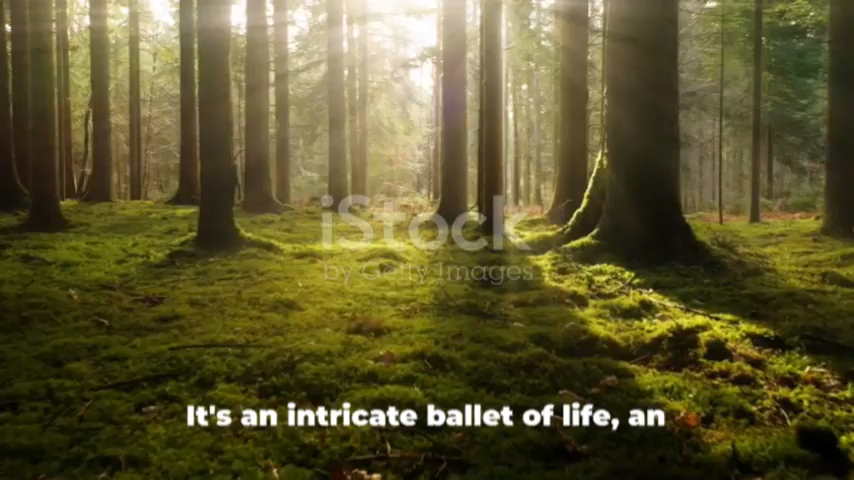 iStock
by Getty Images
It's an intricate ballet of life, an